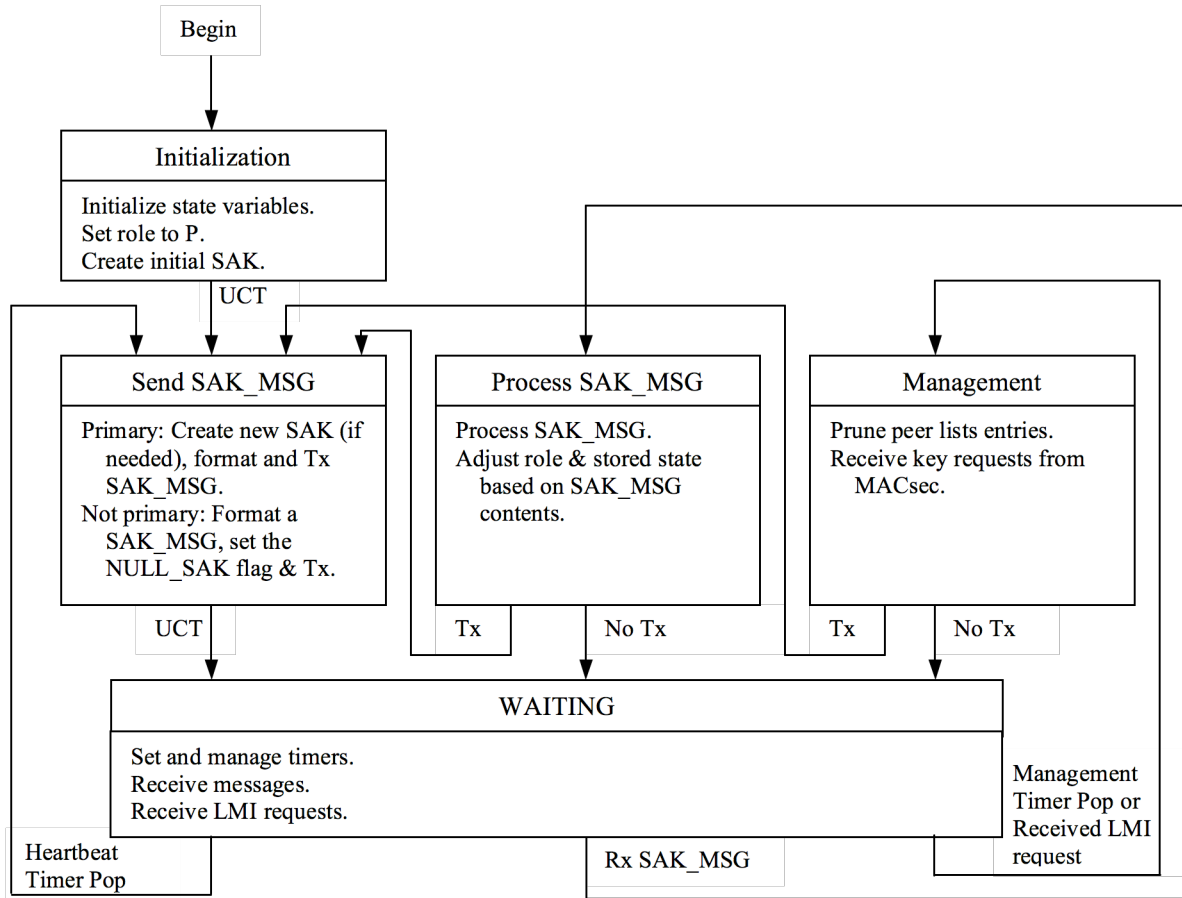 Begin
Initialization
Initialize state variables.
Set role to P.
Create initial SAK.
UCT
Send SAK_MSG
Primary: Create new SAK (if
needed), format and Tx
SAK_MSG.
Not primary: Format a
SAK_MSG, set the
NULL_SAK flag & Tx.
Process SAK_MSG
Process SAK_MSG.
Adjust role & stored state
based on SAK_MSG
contents.
Management
Prune peer lists entries.
Receive key requests from
MACsec.
UCT
Tx
No Tx
Tx
No Tx
WAITING
Set and manage timers.
Receive messages.
Receive LMI requests.
Management
Timer Pop or
Received LMI
request
Heartbeat
Timer Pop
Rx SAK_MSG